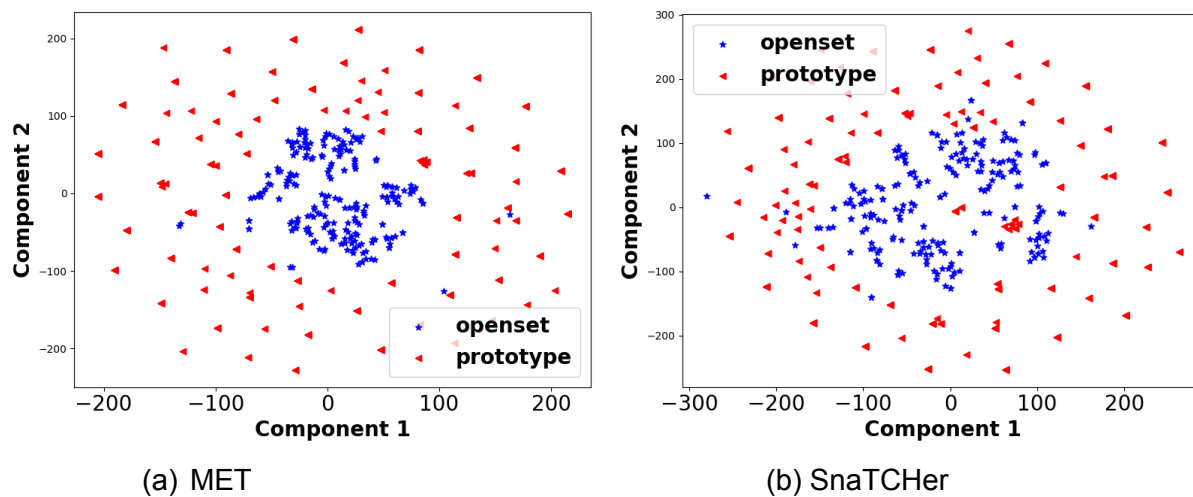 200
100
0
−100
−200
Component 2
openset
prototype
−200 −100 0 100 200
Component 1
(a) MET
300
200
100
0
−100
−200
Component 2
openset
prototype
−300 −200 −100 0 100 200
Component 1
(b) SnaTCHer